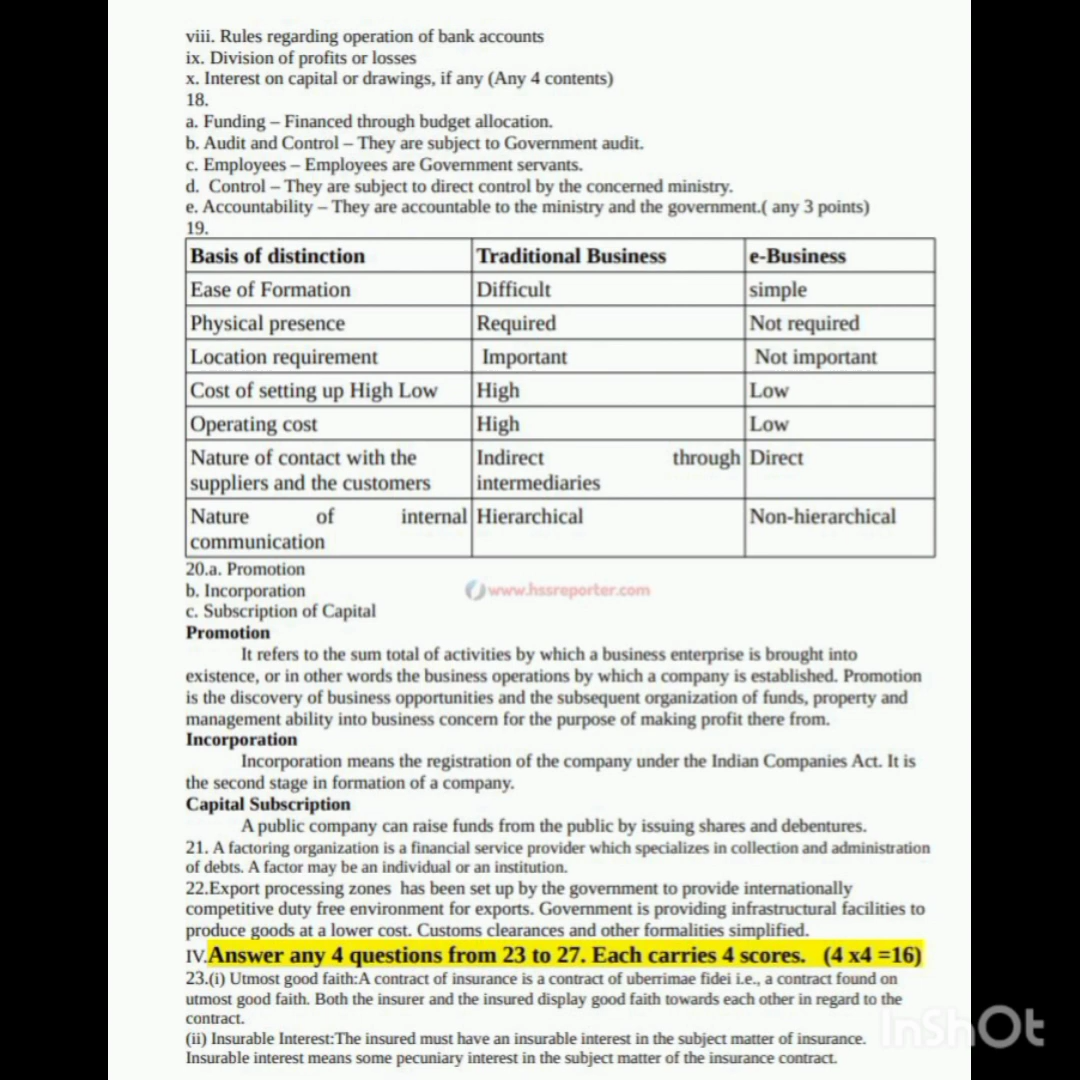 viii. Rules regarding operation of bank accounts
ix. Division of profits or losses
x. Interest on capital or drawings, if any (Any 4 contents)
18.
a. Funding – Financed through budget allocation.
b. Audit and Control – They are subject to Government audit.
c. Employees – Employees are Government servants.
d.  Control – They are subject to direct control by the concerned ministry.
e. Accountability – They are accountable to the ministry and the government.( any 3 points)
19.
Basis of distinction Traditional Business e-Business
Ease of Formation Difficult simple
Physical presence Required Not required
Location requirement Important Not important
Cost of setting up High Low High Low
Operating cost High Low
Nature of contact with the Indirect through Direct
suppliers and the customers intermediaries
Nature of internal Hierarchical Non-hierarchical
communication
20.a. Promotion
b. Incorporation www.hssreporter.com
c. Subscription of Capital
Promotion
It refers to the sum total of activities by which a business enterprise is brought into
existence, or in other words the business operations by which a company is established. Promotion
is the discovery of business opportunities and the subsequent organization of funds, property and
management ability into business concern for the purpose of making profit there from.
Incorporation
Incorporation means the registration of the company under the Indian Companies Act. It is
the second stage in formation of a company.
Capital Subscription
A public company can raise funds from the public by issuing shares and debentures.
21. A factoring organization is a financial service provider which specializes in collection and administration
of debts. A factor may be an individual or an institution.
22.Export processing zones  has been set up by the government to provide internationally
competitive duty free environment for exports. Government is providing infrastructural facilities to
produce goods at a lower cost. Customs clearances and other formalities simplified.
IV.Answer any 4 questions from 23 to 27. Each carries 4 scores.   (4 x4 =16)
23.(i) Utmost good faith:A contract of insurance is a contract of uberrimae fidei i.e., a contract found on
utmost good faith. Both the insurer and the insured display good faith towards each other in regard to the
contract.
(ii) Insurable Interest:The insured must have an insurable interest in the subject matter of insurance.
Insurable interest means some pecuniary interest in the subject matter of the insurance contract.
InShOt